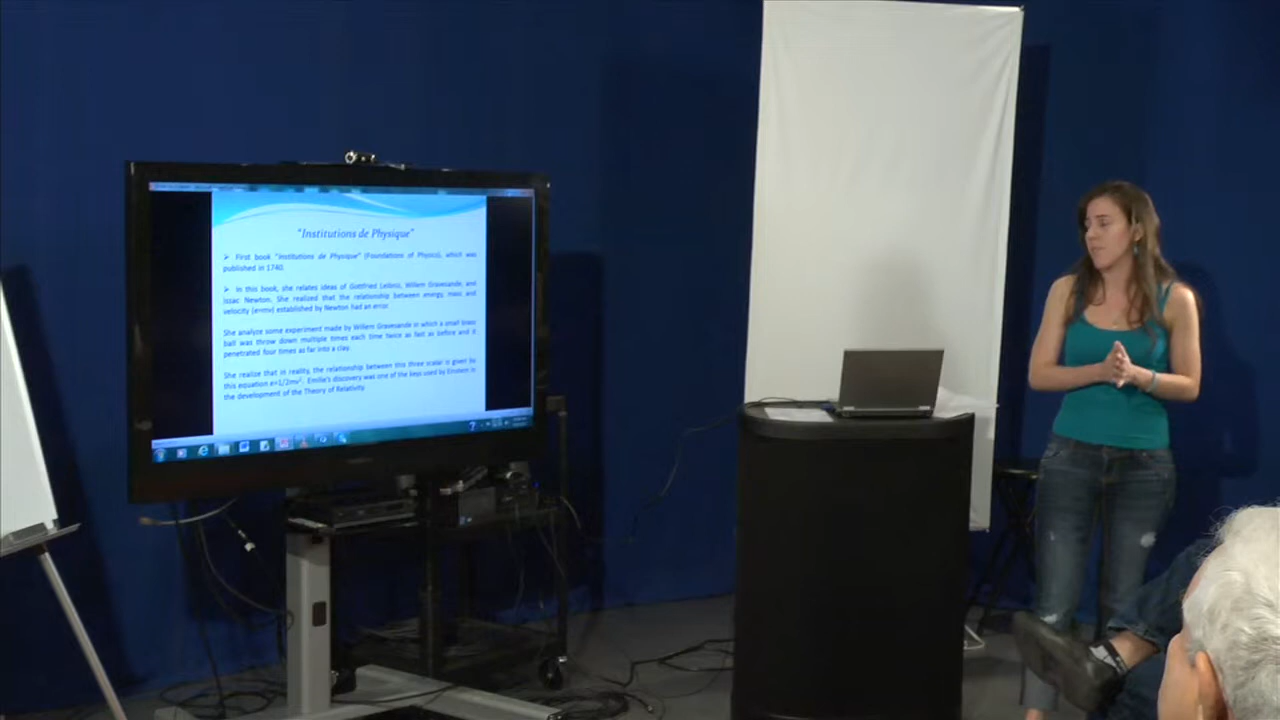 "Institutions de Physique"
➢ First book "Institutions de Physique" (Foundations of Physics), which was
published in 1740.
➢ In this book, she relates ideas of Gottfried Leibniz, Willem Gravesande, and
Issac Newton. She realized that the relationship between energy, mass and
velocity (e=mv) established by Newton had an error.
She analyze some experiment made by Willem Gravesande in which a small brass
ball was throw down multiple times each time twice as fast as before and it
penetrated four times as far into a clay.
She realize that in reality, the relationship between this three scalar is given by
this equation e=1/2mv². Emilie's discovery was one of the keys used by Einstein in
the development of the Theory of Relativity.